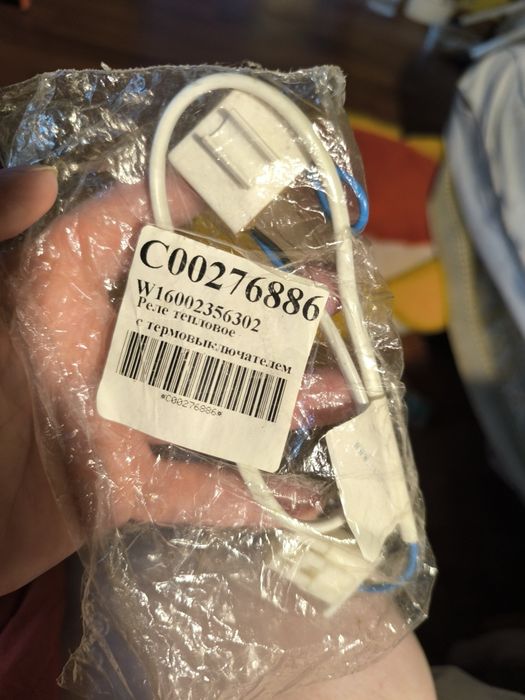 C00276886
W16002356302
Реле тепловое
с термовыключателем
*C00276886*